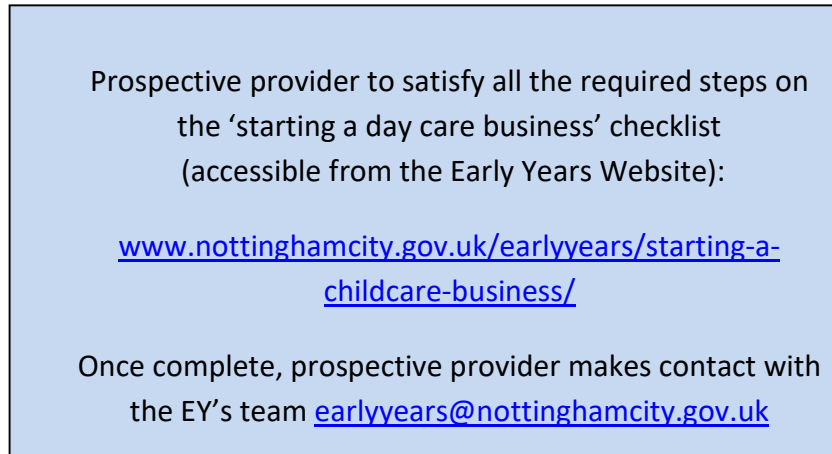 Prospective provider to satisfy all the required steps on
the ‘starting a day care business’ checklist
(accessible from the Early Years Website):
www.nottinghamcity.gov.uk/earlyyears/starting-a-
childcare-business/
Once complete, prospective provider makes contact with
the EY’s team earlyyears@nottinghamcity.gov.uk